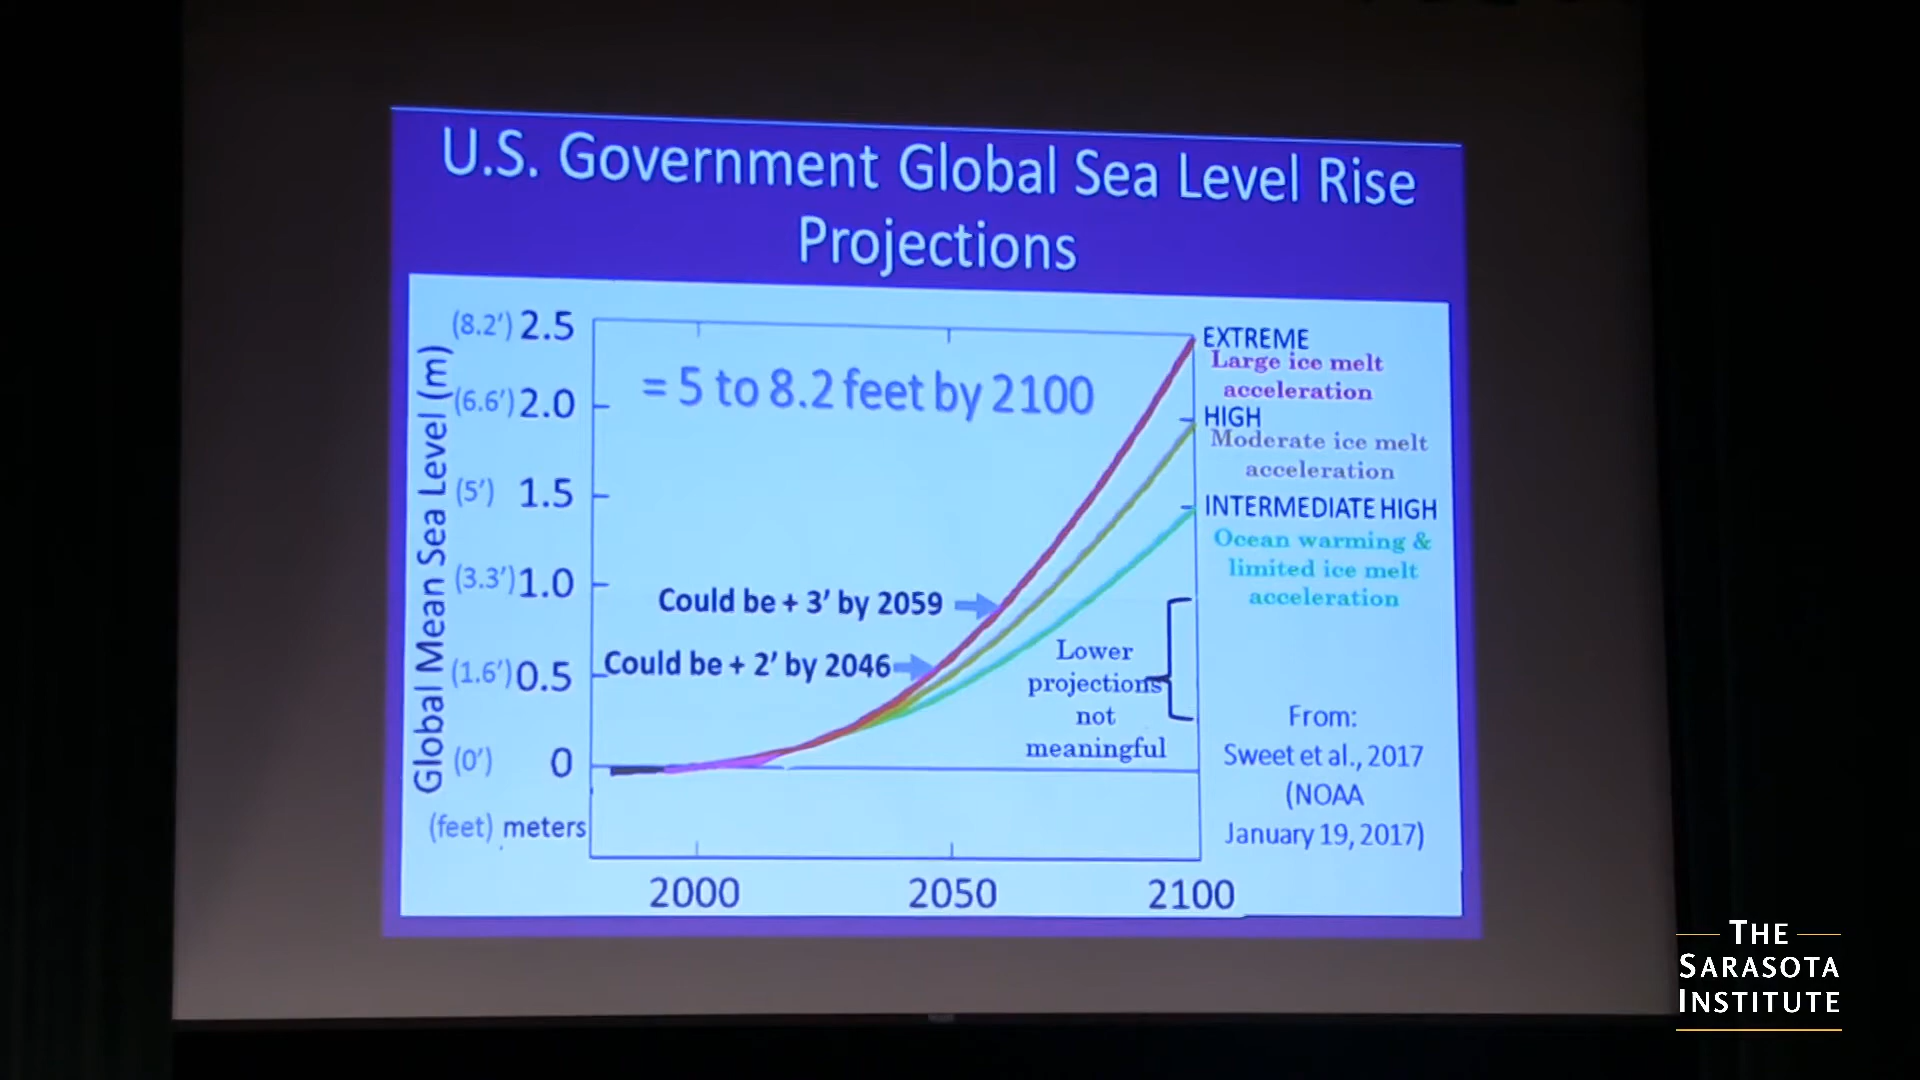 U.S. Government Global Sea Level Rise
Projections
Global Mean Sea Level (m)
(8.2') 2.5
(6.6') 2.0
(5') 1.5
(3.3') 1.0
(1.6') 0.5
(0') 0
(feet) meters
= 5 to 8.2 feet by 2100
Could be + 3' by 2059
Could be + 2' by 2046
Lower
projections
not
meaningful
EXTREME
Large ice melt
acceleration
HIGH
Moderate ice melt
acceleration
INTERMEDIATE HIGH
Ocean warming &
limited ice melt
acceleration
From:
Sweet et al., 2017
(NOAA
January 19, 2017)
2000 2050 2100
THE
SARASOTA
INSTITUTE